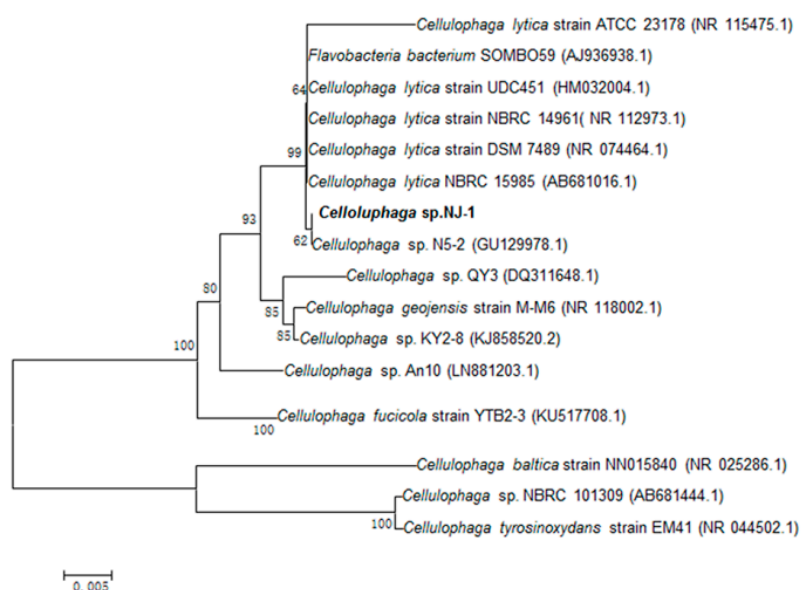 Cellulophaga lytica strain ATCC 23178 (NR 115475.1)
Flavobacteria bacterium SOMBO59 (AJ936938.1)
64
Cellulophaga lytica strain UDC451 (HM032004.1)
Cellulophaga lytica strain NBRC 14961( NR 112973.1)
99
Cellulophaga lytica strain DSM 7489 (NR 074464.1)
Cellulophaga lytica NBRC 15985 (AB681016.1)
93
Celloluphaga sp.NJ-1
62
Cellulophaga sp. N5-2 (GU129978.1)
Cellulophaga sp. QY3 (DQ311648.1)
80
85
Cellulophaga geojensis strain M-M6 (NR 118002.1)
85
Cellulophaga sp. KY2-8 (KJ858520.2)
100
Cellulophaga sp. An10 (LN881203.1)
Cellulophaga fucicola strain YTB2-3 (KU517708.1)
100
Cellulophaga baltica strain NN015840 (NR 025286.1)
Cellulophaga sp. NBRC 101309 (AB681444.1)
100
Cellulophaga tyrosinoxydans strain EM41 (NR 044502.1)
0.005